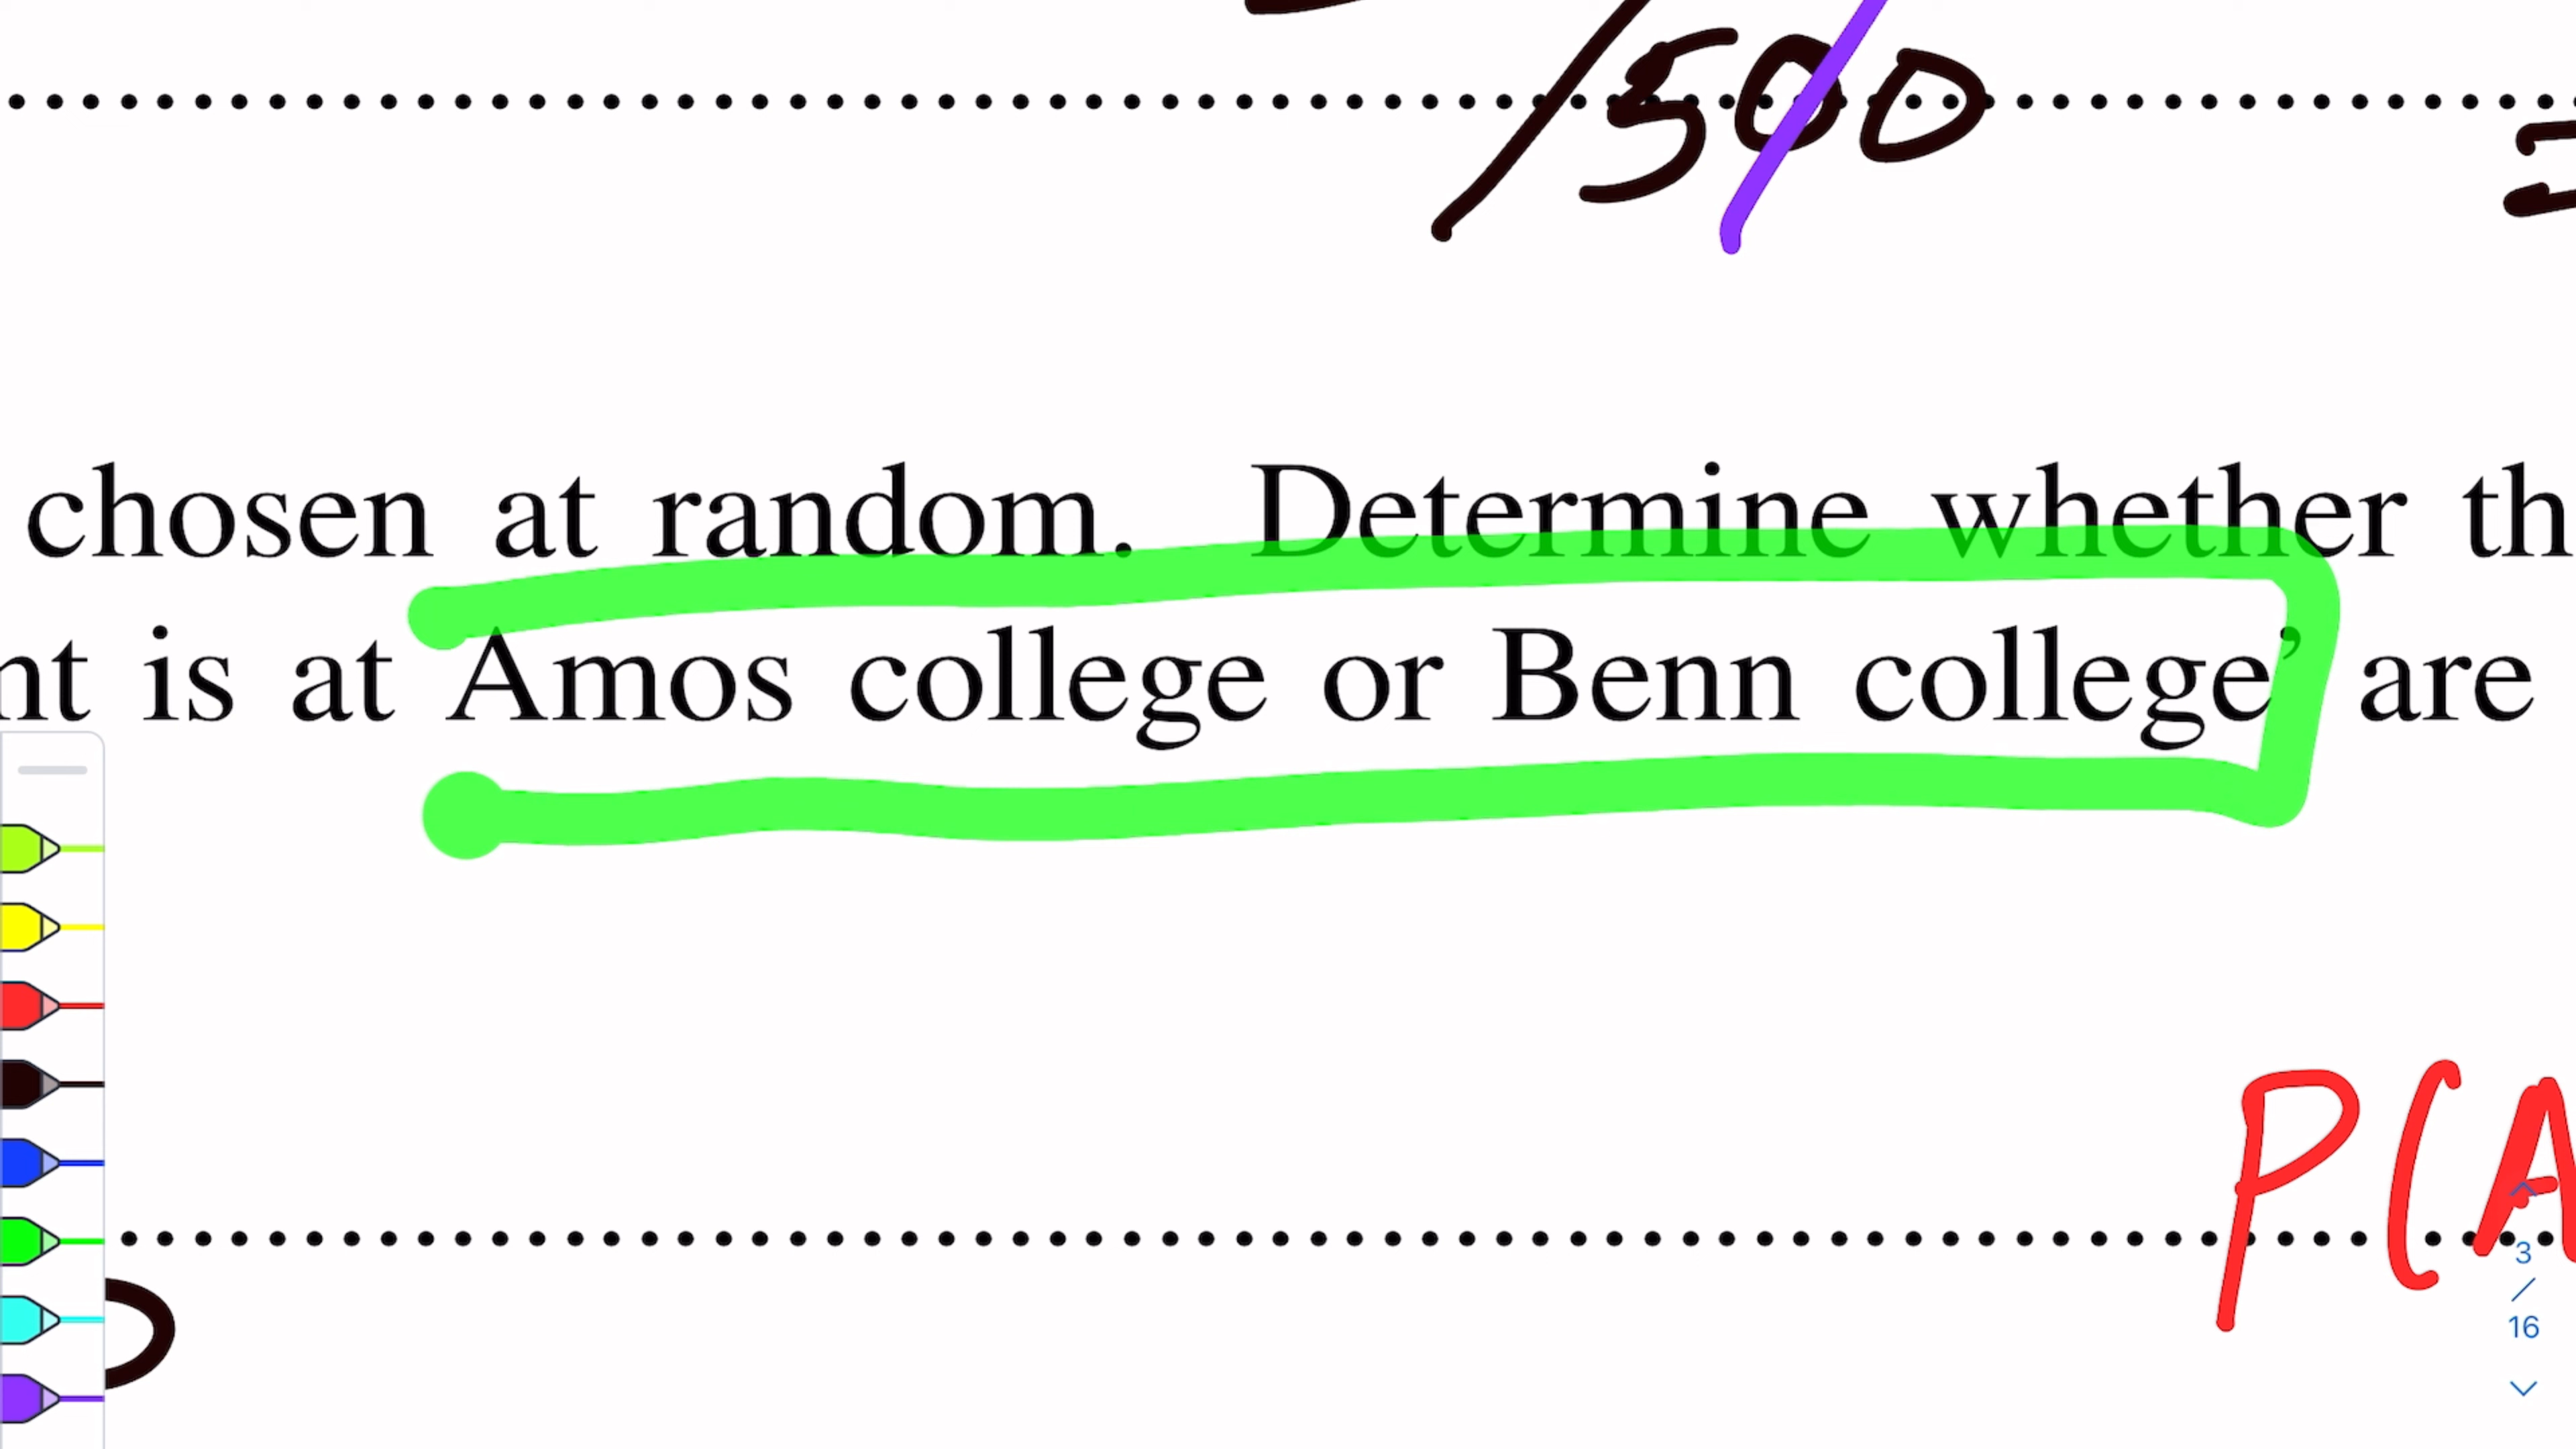 /500
chosen at random. Determine whether th
nt is at Amos college or Benn college’ are
P(A
3
/
16